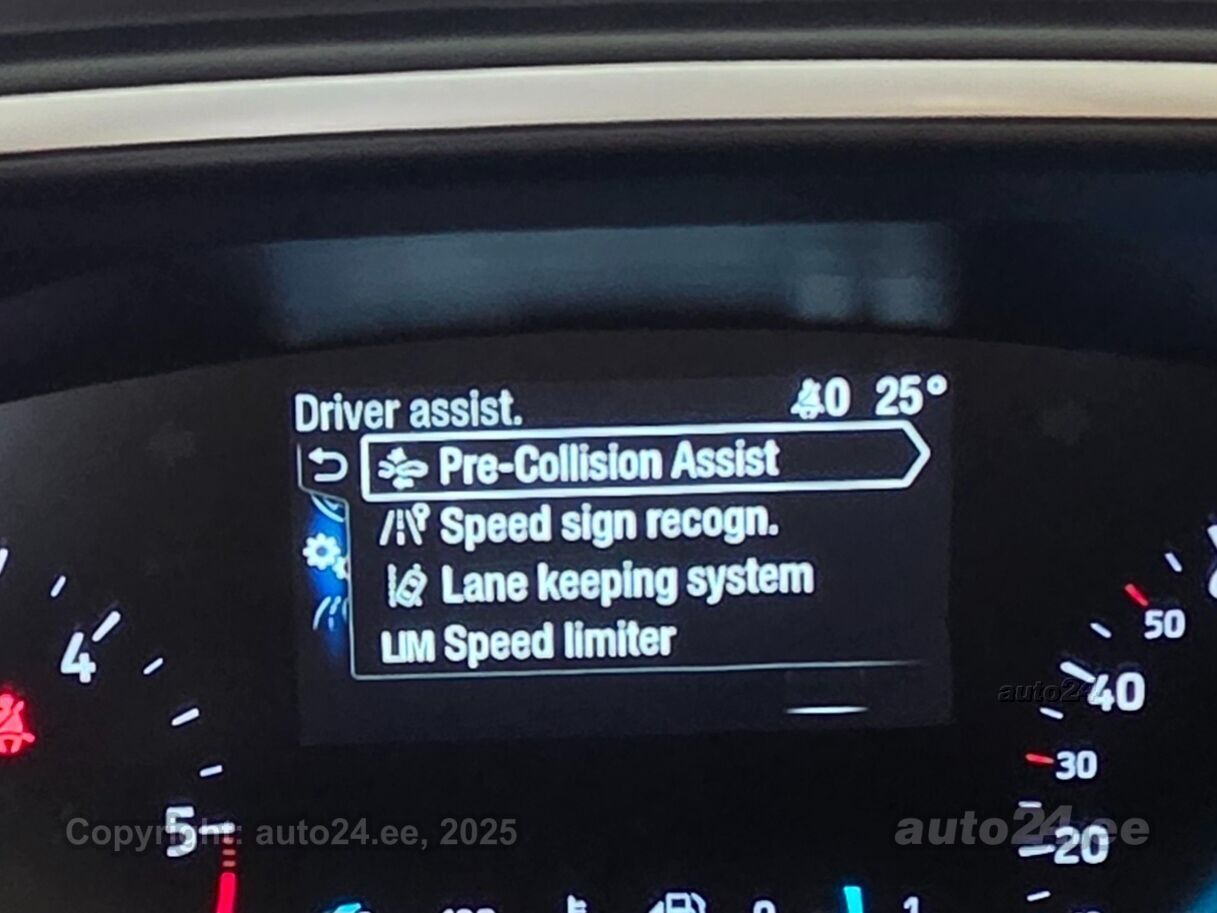 Driver assist. 0 25°
Pre-Collision Assist
Speed sign recogn.
Lane keeping system
LIM Speed limiter
4
5
50
40
30
20
auto24
Copyright: auto24.ee, 2025
auto24.ee